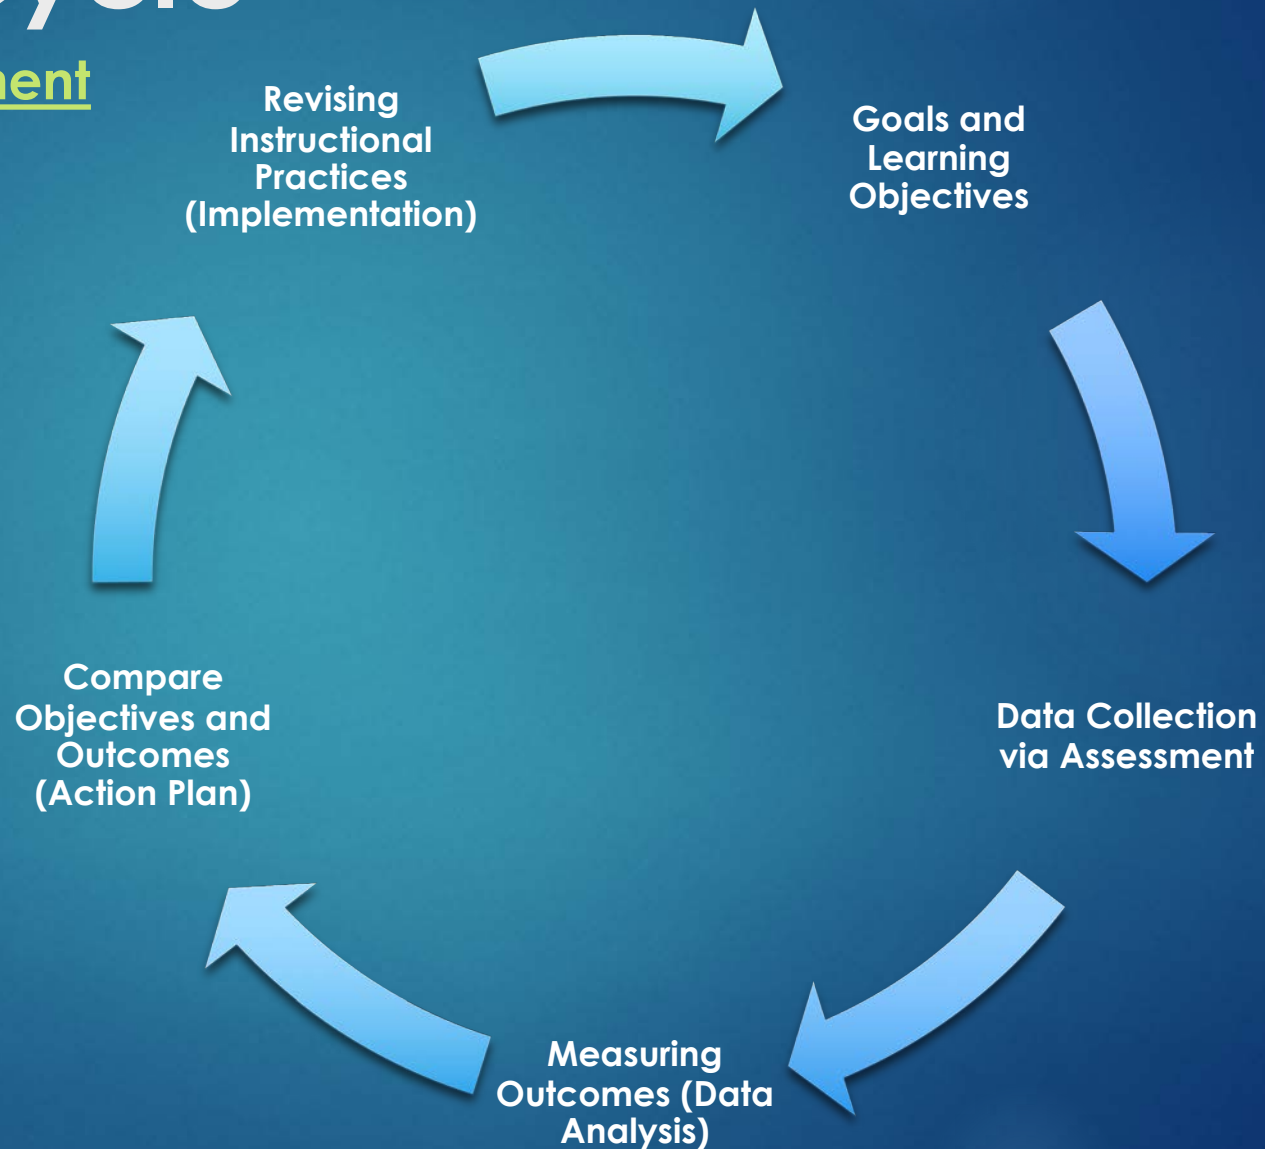 Revising
Instructional
Practices
(Implementation)
Goals and
Learning
Objectives
Data Collection
via Assessment
Measuring
Outcomes (Data
Analysis)
Compare
Objectives and
Outcomes
(Action Plan)